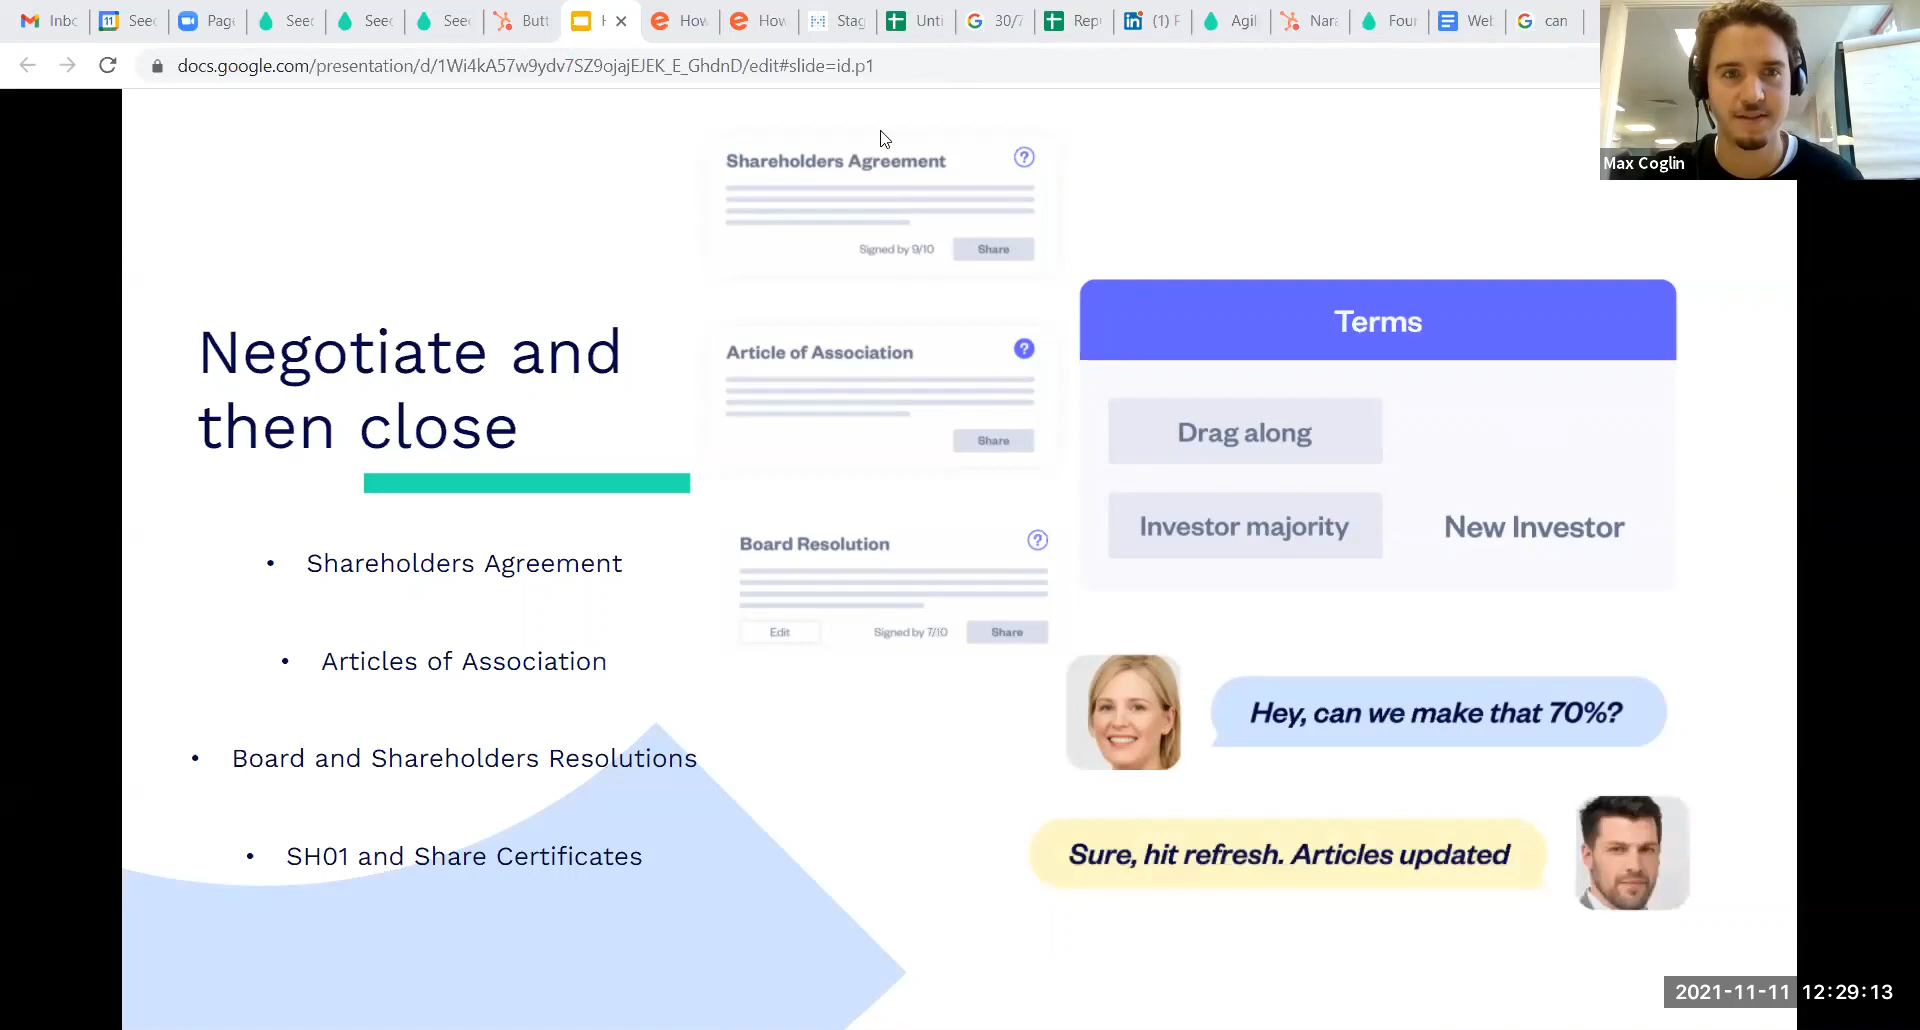 Inbc
Seec
Page
Seec
Seec
Seec
Butt
How
How
Stag
Unti
30/7
Repu
(1) F
Agil
Nara
Four
Web
can
docs.google.com/presentation/d/1Wi4kA57w9ydv7SZ9ojajEJEK_E_GhdnD/edit#slide=id.p1
Max Coglin
Negotiate and
then close
• Shareholders Agreement
• Articles of Association
• Board and Shareholders Resolutions
• SH01 and Share Certificates
Shareholders Agreement ?
Signed by 9/10 Share
Article of Association ?
Share
Board Resolution ?
Edit Signed by 7/10 Share
Terms
Drag along
Investor majority New Investor
Hey, can we make that 70%?
Sure, hit refresh. Articles updated
2021-11-11 12:29:13